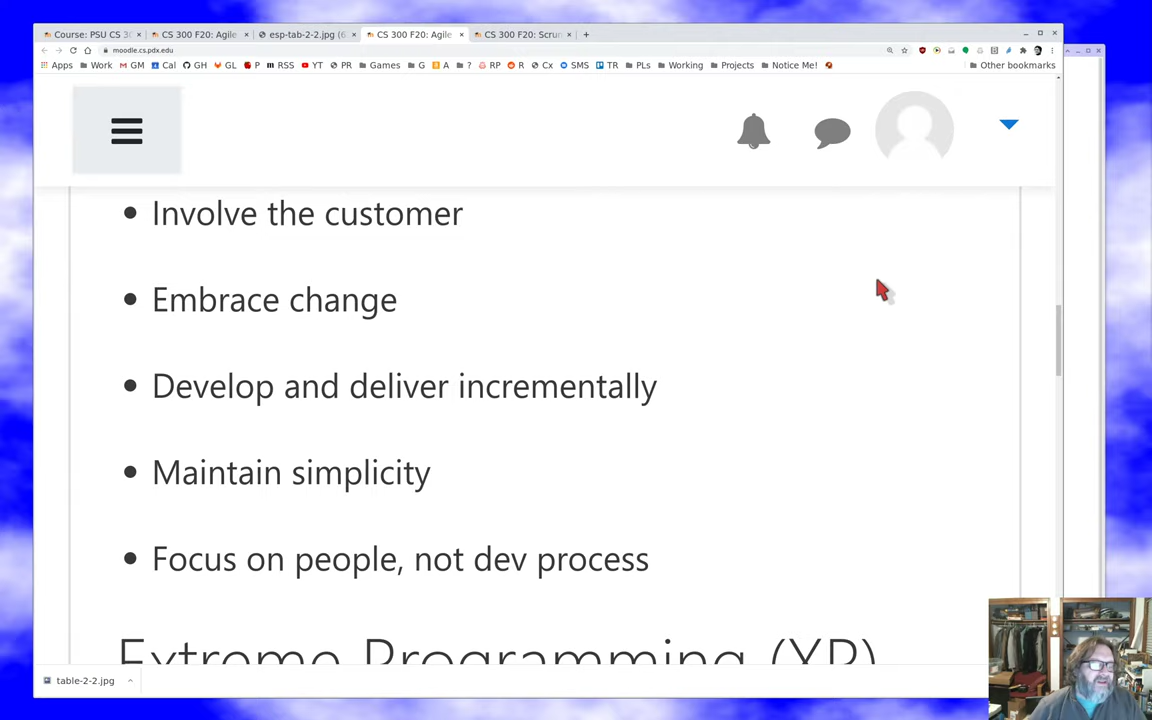 Course: PSU CS 30
CS 300 F20: Agile
esp-tab-2-2.jpg (6
CS 300 F20: Agile
CS 300 F20: Scrun
moodle.cs.pdx.edu
Apps Work GM Cal GH GL P RSS YT PR Games G A ? RP R Cx SMS TR PLs Working Projects Notice Me! Other bookmarks
Involve the customer
Embrace change
Develop and deliver incrementally
Maintain simplicity
Focus on people, not dev process
Extreme Programming (XP)
table-2-2.jpg